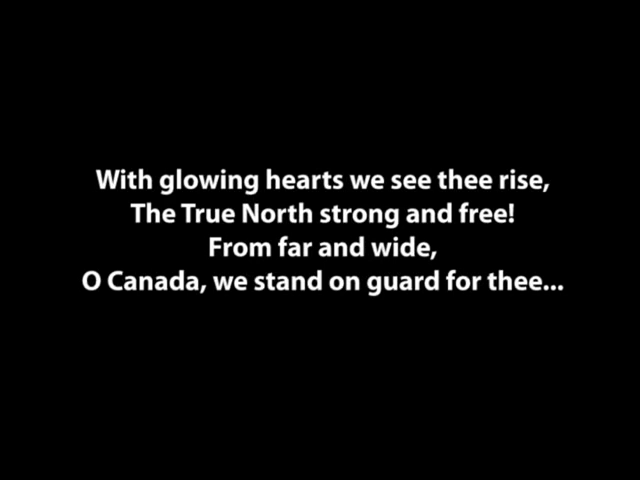 With glowing hearts we see thee rise,
The True North strong and free!
From far and wide,
O Canada, we stand on guard for thee...